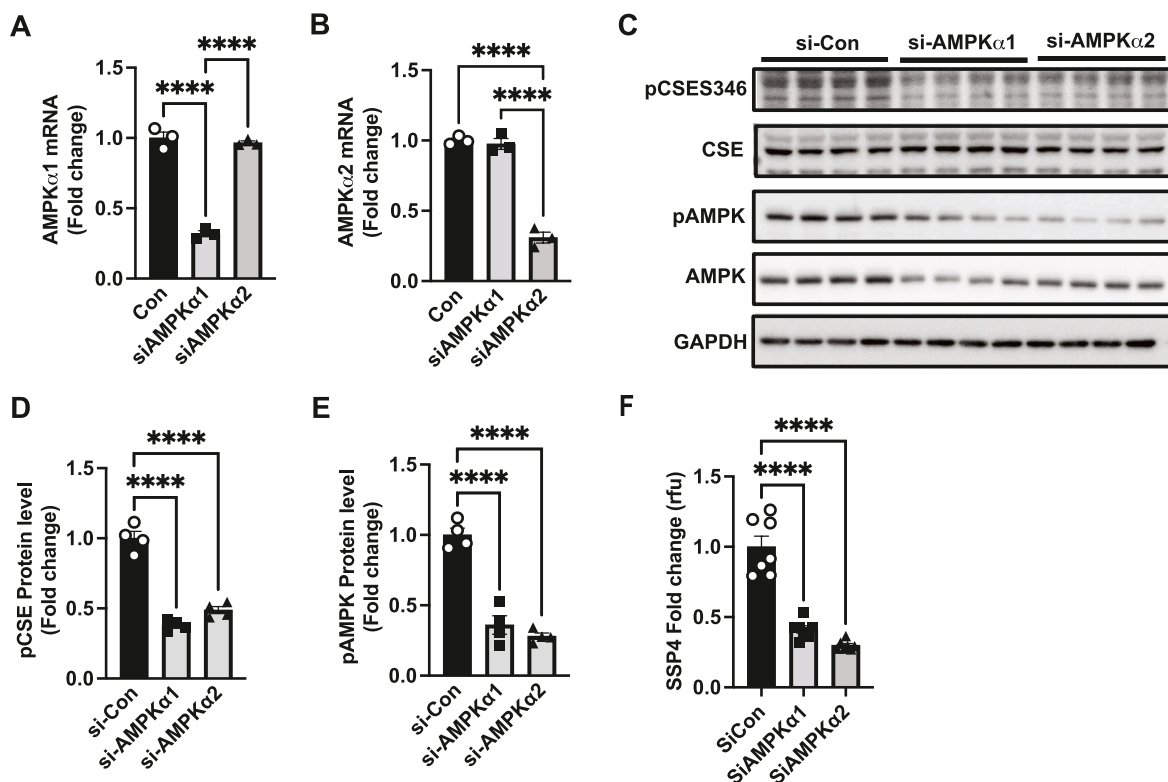 A
AMPKα1 mRNA
(Fold change)
1.5
1.0
0.5
0.0
****
****
Con
siAMPKα1
siAMPKα2
B
AMPKα2 mRNA
(Fold change)
1.5
1.0
0.5
0.0
****
****
Con
siAMPKα1
siAMPKα2
C
si-Con
si-AMPKα1
si-AMPKα2
pCSES346
CSE
pAMPK
AMPK
GAPDH
D
pCSE Protein level
(Fold change)
1.5
1.0
0.5
0.0
****
****
si-Con
si-AMPKα1
si-AMPKα2
E
pAMPK Protein level
(Fold change)
1.5
1.0
0.5
0.0
****
****
si-Con
si-AMPKα1
si-AMPKα2
F
SSP4 Fold change (rfu)
1.5
1.0
0.5
0.0
****
****
SiCon
SiAMPKα1
SiAMPKα2